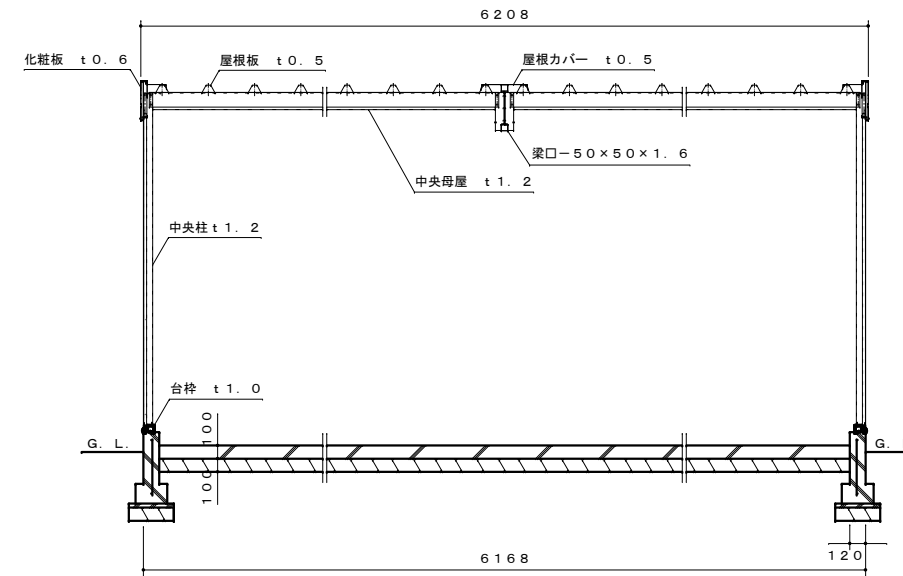 6208
化粧板 t0.6
屋根板 t0.5
屋根カバー t0.5
梁口−50×50×1.6
中央母屋 t1.2
中央柱t1.2
台枠 t1.0
G.L.
100
100
G.
120
6168